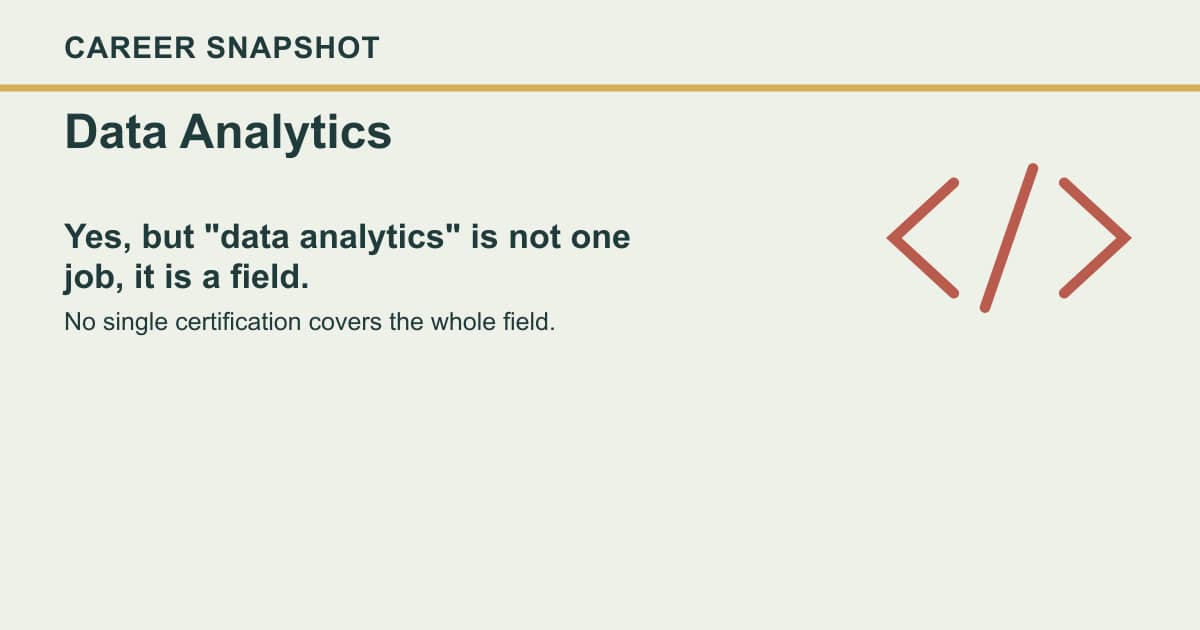 CAREER SNAPSHOT
Data Analytics
Yes, but "data analytics" is not one
job, it is a field.
No single certification covers the whole field.